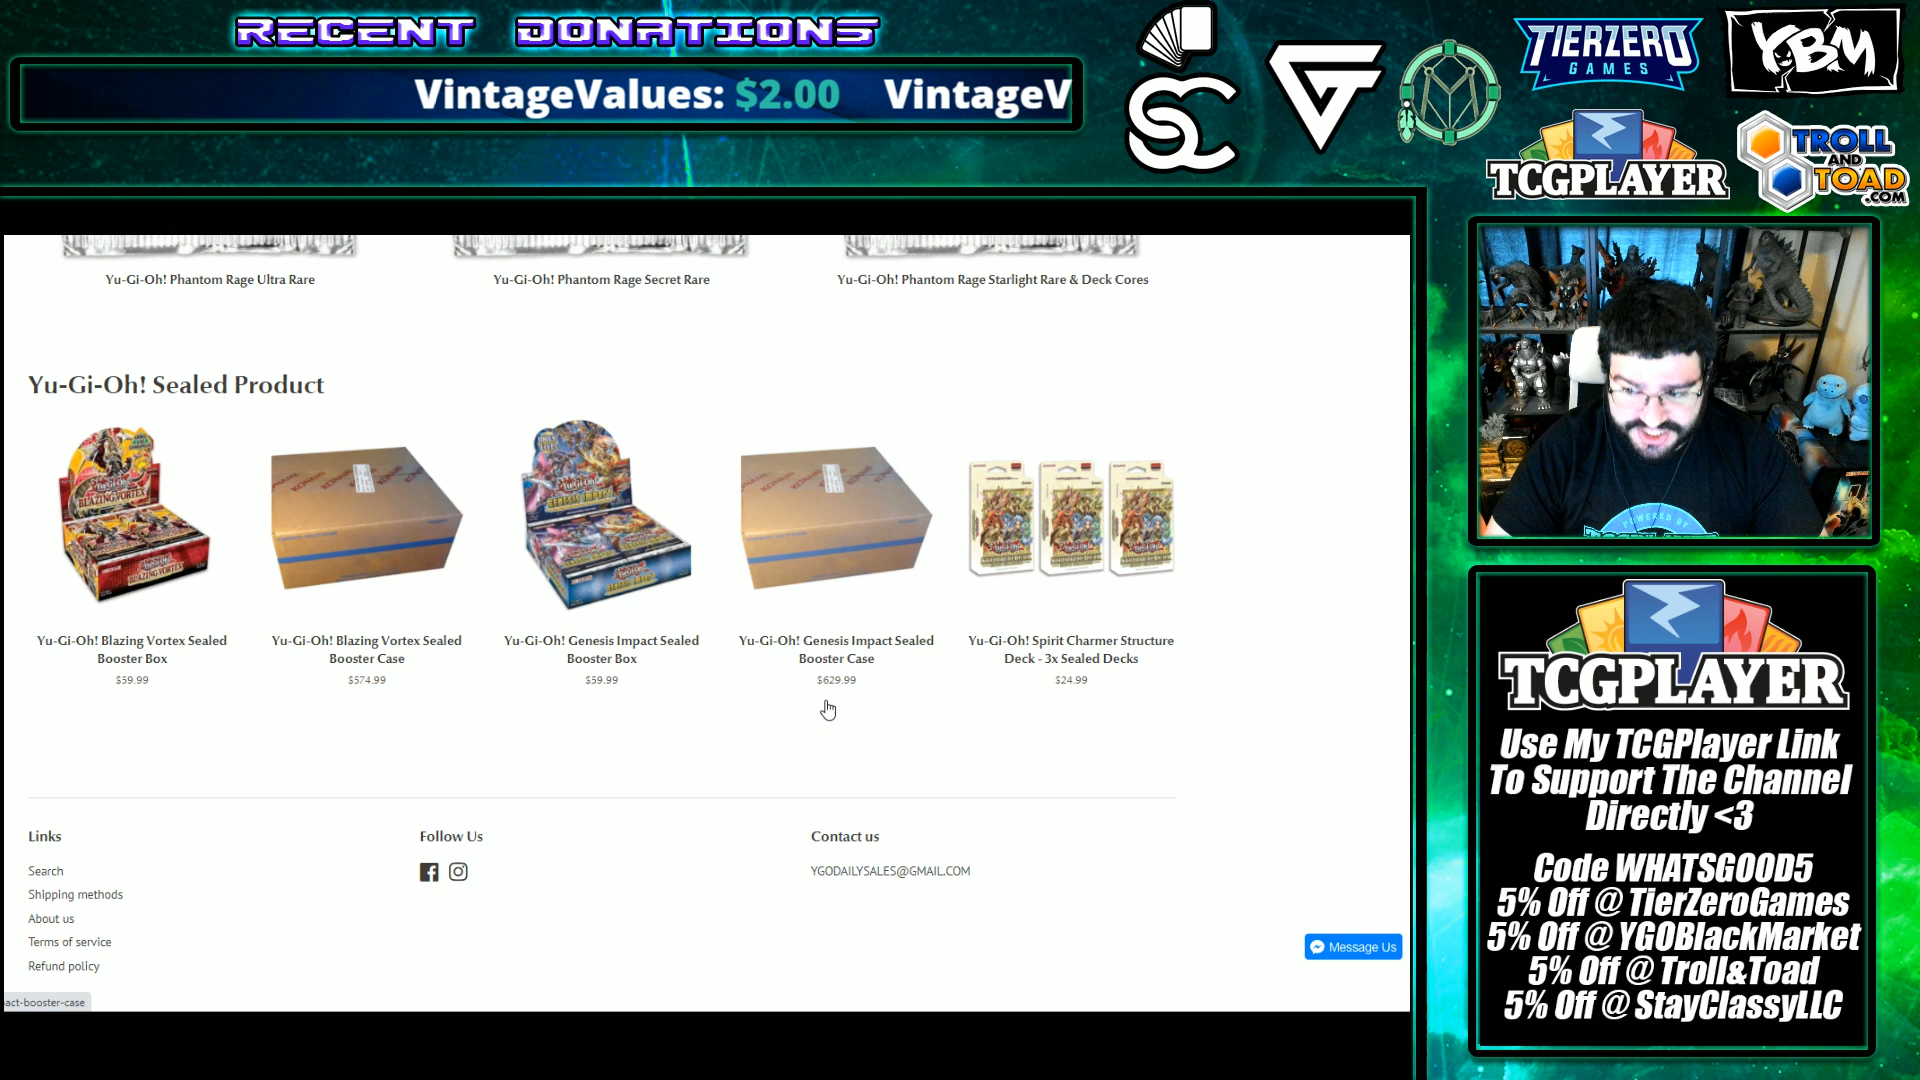 RECENT DONATIONS
VintageValues: $2.00 VintageV
SC
TIERZERO
GAMES
YBM
TCGPLAYER
TROLL
AND
TOAD
.COM
Yu-Gi-Oh! Phantom Rage Ultra Rare
Yu-Gi-Oh! Phantom Rage Secret Rare
Yu-Gi-Oh! Phantom Rage Starlight Rare & Deck Cores
Yu-Gi-Oh! Sealed Product
Yu-Gi-Oh! Blazing Vortex Sealed
Booster Box
$59.99
Yu-Gi-Oh! Blazing Vortex Sealed
Booster Case
$574.99
Yu-Gi-Oh! Genesis Impact Sealed
Booster Box
$59.99
Yu-Gi-Oh! Genesis Impact Sealed
Booster Case
$629.99
Yu-Gi-Oh! Spirit Charmer Structure
Deck - 3x Sealed Decks
$24.99
Links
Search
Shipping methods
About us
Terms of service
Refund policy
Follow Us
Contact us
YGODAILYSALES@GMAIL.COM
Message Us
act-booster-case
POWERED BY
TCGPLAYER
Use My TCGPlayer Link
To Support The Channel
Directly <3
Code WHATSGOOD5
5% Off @ TierZeroGames
5% Off @ YGOBlackMarket
5% Off @ Troll&Toad
5% Off @ StayClassyLLC